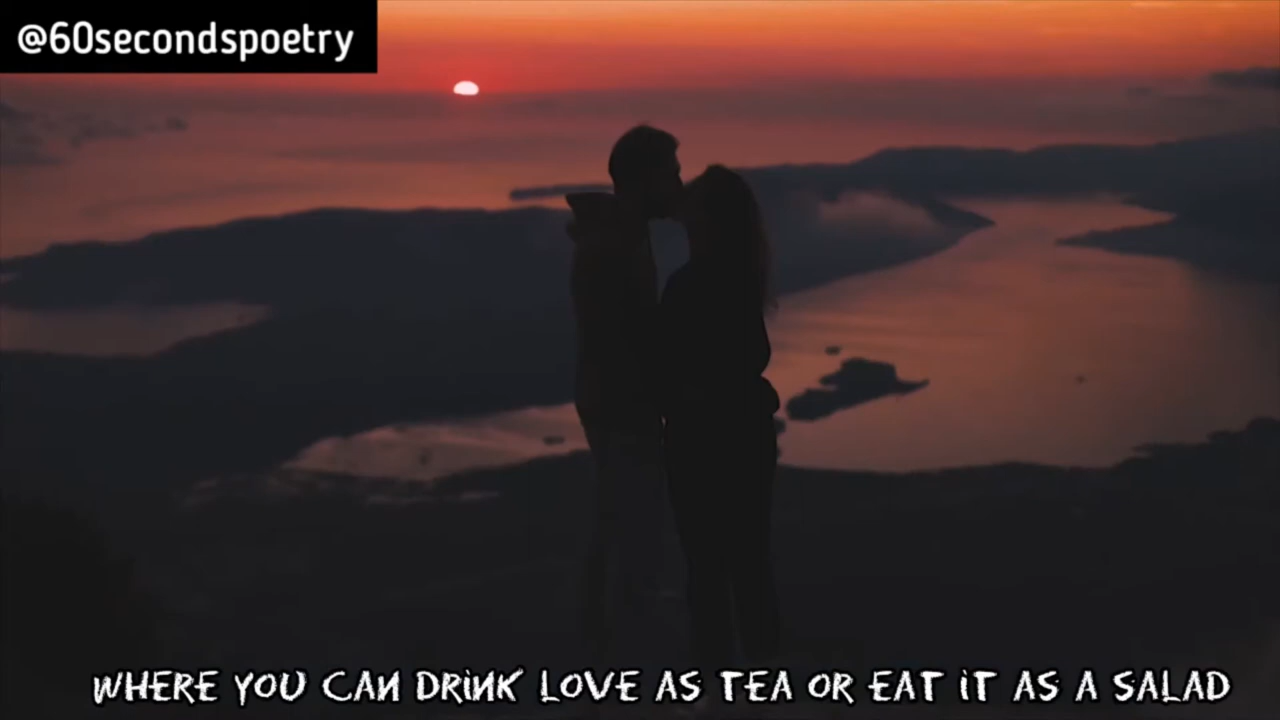 @60secondspoetry
WHERE YOU CAN DRINK LOVE AS TEA OR EAT IT AS A SALAD